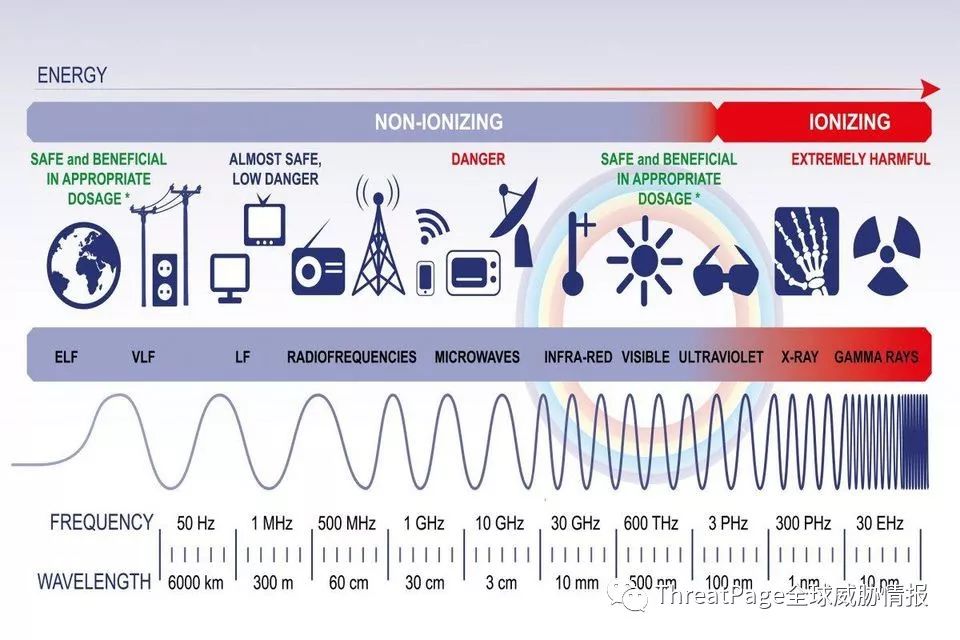 ENERGY
NON-IONIZING
IONIZING
SAFE and BENEFICIAL
IN APPROPRIATE
DOSAGE *
ALMOST SAFE,
LOW DANGER
DANGER
SAFE and BENEFICIAL
IN APPROPRIATE
DOSAGE *
EXTREMELY HARMFUL
ELF VLF LF RADIOFREQUENCIES MICROWAVES INFRA-RED VISIBLE ULTRAVIOLET X-RAY GAMMA RAYS
FREQUENCY 50 Hz 1 MHz 500 MHz 1 GHz 10 GHz 30 GHz 600 THz 3 PHz 300 PHz 30 EHz
WAVELENGTH 6000 km 300 m 60 cm 30 cm 3 cm 10 mm 500 nm 100 nm 1 nm 10 pm
ThreatPage全球威胁情报